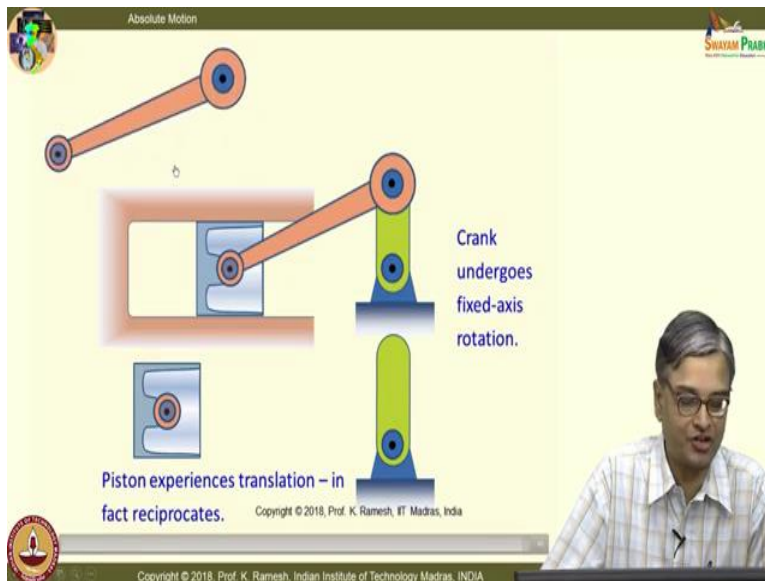 Absolute Motion
SWAYAM PRABH
Crank
undergoes
fixed-axis
rotation.
Piston experiences translation – in
fact reciprocates.
Copyright © 2018, Prof. K. Ramesh, IIT Madras, India
Copyright © 2018, Prof. K. Ramesh, Indian Institute of Technology Madras, INDIA